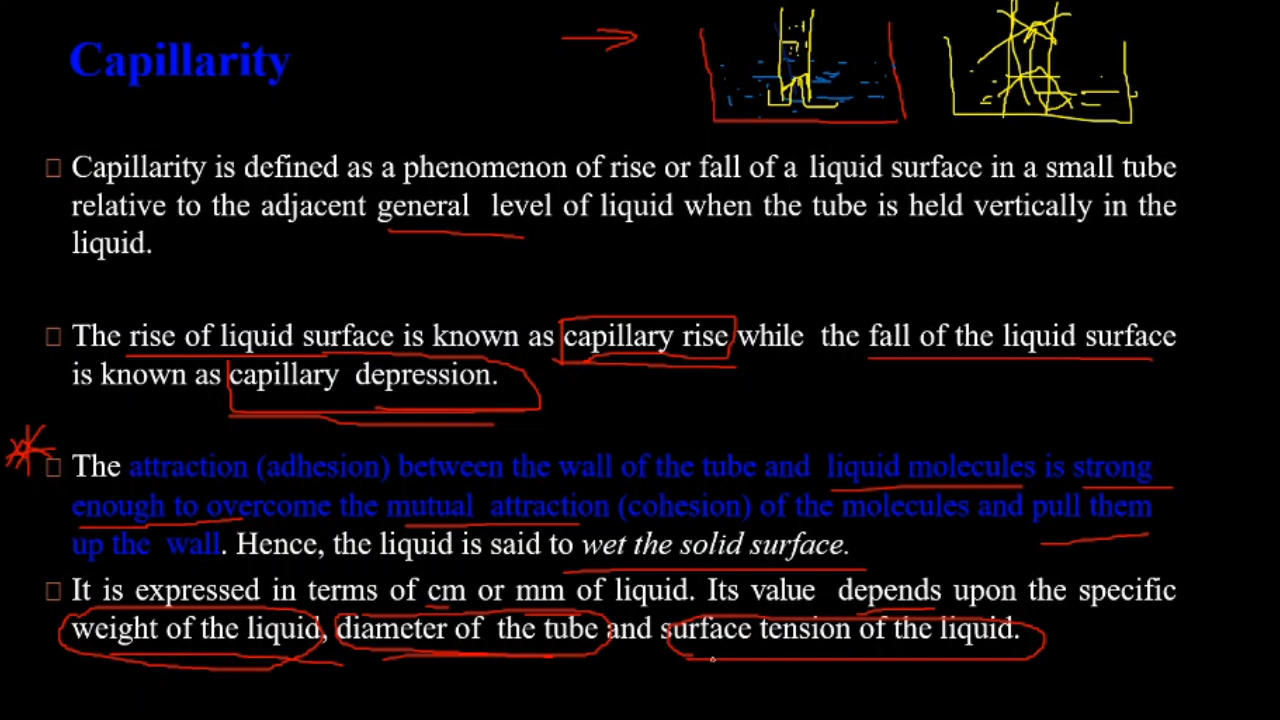 Capillarity
Capillarity is defined as a phenomenon of rise or fall of a liquid surface in a small tube
relative to the adjacent general level of liquid when the tube is held vertically in the
liquid.
The rise of liquid surface is known as capillary rise while the fall of the liquid surface
is known as capillary depression.
The attraction (adhesion) between the wall of the tube and liquid molecules is strong
enough to overcome the mutual attraction (cohesion) of the molecules and pull them
up the wall. Hence, the liquid is said to wet the solid surface.
It is expressed in terms of cm or mm of liquid. Its value depends upon the specific
weight of the liquid, diameter of the tube and surface tension of the liquid.